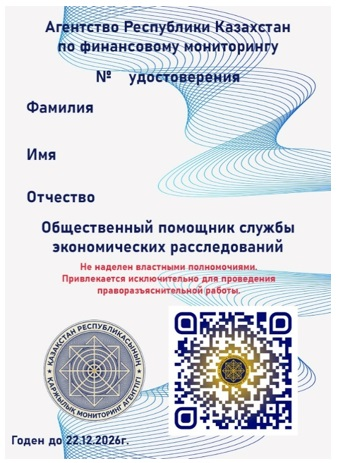 Агентство Республики Казахстан
по финансовому мониторингу
№ удостоверения
Фамилия
Имя
Отчество
Общественный помощник службы
экономических расследований
Не наделен властными полномочиями.
Привлекается исключительно для проведения
праворазъяснительной работы.
ҚАЗАҚСТАН РЕСПУБЛИКАСЫНЫҢ
ҚАРЖЫЛЫҚ МОНИТОРИНГ АГЕНТТІГІ
Годен до 22.12.2026г.